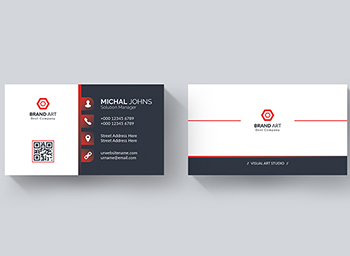 BRAND ART
Best Company
MICHAL JOHNS
Solution Manager
+000 12345 6789
+000 12345 6789
Street Address Here
Street Address Here
urwebsitename.com
urname@email.com
BRAND ART
Best Company
// VISUAL ART STUDIO //